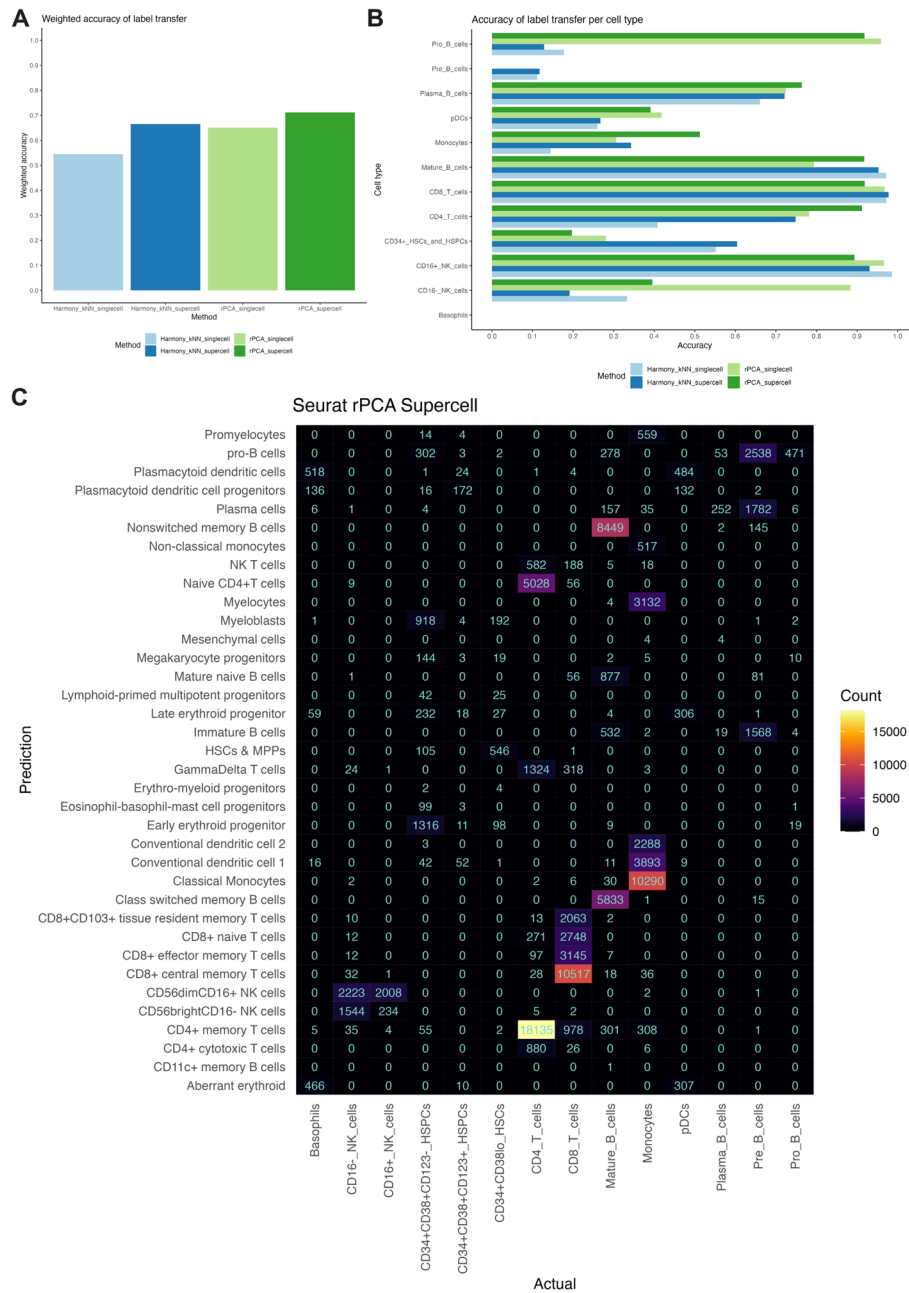 A
Weighted accuracy of label transfer
1.0
0.9
0.8
0.7
0.6
0.5
0.4
0.3
0.2
0.1
0.0
Weighted accuracy
Harmony_kNN_singlecell Harmony_kNN_supercell rPCA_singlecell rPCA_supercell
Method
Method Harmony_kNN_singlecell rPCA_singlecell
Harmony_kNN_supercell rPCA_supercell
B
Accuracy of label transfer per cell type
Cell type
Pro_B_cells
Pre_B_cells
Plasma_B_cells
pDCs
Monocytes
Mature_B_cells
CD8_T_cells
CD4_T_cells
CD34+_HSCs_and_HSPCs
CD16+_NK_cells
CD16-_NK_cells
Basophils
0.0 0.1 0.2 0.3 0.4 0.5 0.6 0.7 0.8 0.9 1.0
Accuracy
Method Harmony_kNN_singlecell rPCA_singlecell
Harmony_kNN_supercell rPCA_supercell
C
Seurat rPCA Supercell
Prediction
Promyelocytes 0 0 0 14 4 0 0 0 0 559 0 0 0 0
pro-B cells 0 0 0 302 3 2 0 0 278 0 0 53 2538 471
Plasmacytoid dendritic cells 518 0 0 1 24 0 1 4 0 0 484 0 0 0
Plasmacytoid dendritic cell progenitors 136 0 0 16 172 0 0 0 0 0 132 0 2 0
Plasma cells 6 1 0 4 0 0 0 0 157 35 0 252 1782 6
Nonswitched memory B cells 0 0 0 0 0 0 0 0 8449 0 0 2 145 0
Non-classical monocytes 0 0 0 0 0 0 0 0 0 517 0 0 0 0
NK T cells 0 0 0 0 0 0 582 188 5 18 0 0 0 0
Naive CD4+T cells 0 9 0 0 0 0 5028 56 0 0 0 0 0 0
Myelocytes 0 0 0 0 0 0 0 0 4 3132 0 0 0 0
Myeloblasts 1 0 0 918 4 192 0 0 0 0 0 0 1 2
Mesenchymal cells 0 0 0 0 0 0 0 0 0 4 0 4 0 0
Megakaryocyte progenitors 0 0 0 144 3 19 0 0 2 5 0 0 0 10
Mature naive B cells 0 1 0 0 0 0 0 56 877 0 0 0 81 0
Lymphoid-primed multipotent progenitors 0 0 0 42 0 25 0 0 0 0 0 0 0 0
Late erythroid progenitor 59 0 0 232 18 27 0 0 4 0 306 0 1 0
Immature B cells 0 0 0 0 0 0 0 0 532 2 0 19 1568 4
HSCs & MPPs 0 0 0 105 0 546 0 1 0 0 0 0 0 0
GammaDelta T cells 0 24 1 0 0 0 1324 318 0 3 0 0 0 0
Erythro-myeloid progenitors 0 0 0 2 0 4 0 0 0 0 0 0 0 0
Eosinophil-basophil-mast cell progenitors 0 0 0 99 3 0 0 0 0 0 0 0 0 1
Early erythroid progenitor 0 0 0 1316 11 98 0 0 9 0 0 0 0 19
Conventional dendritic cell 2 0 0 0 3 0 0 0 0 0 2288 0 0 0 0
Conventional dendritic cell 1 16 0 0 42 52 1 0 0 11 3893 9 0 0 0
Classical Monocytes 0 2 0 0 0 0 2 6 30 10290 0 0 0 0
Class switched memory B cells 0 0 0 0 0 0 0 0 5833 1 0 0 15 0
CD8+CD103+ tissue resident memory T cells 0 10 0 0 0 0 13 2063 2 0 0 0 0 0
CD8+ naive T cells 0 12 0 0 0 0 271 2748 0 0 0 0 0 0
CD8+ effector memory T cells 0 12 0 0 0 0 97 3145 7 0 0 0 0 0
CD8+ central memory T cells 0 32 1 0 0 0 28 10517 18 36 0 0 0 0
CD56dimCD16+ NK cells 0 2223 2008 0 0 0 0 0 0 2 0 0 1 0
CD56brightCD16- NK cells 0 1544 234 0 0 0 5 2 0 0 0 0 0 0
CD4+ memory T cells 5 35 4 55 0 2 18135 978 301 308 0 0 1 0
CD4+ cytotoxic T cells 0 0 0 0 0 0 880 26 0 6 0 0 0 0
CD11c+ memory B cells 0 0 0 0 0 0 0 0 1 0 0 0 0 0
Aberrant erythroid 466 0 0 0 10 0 0 0 0 0 307 0 0 0
Basophils
CD16-_NK_cells
CD16+_NK_cells
CD34+CD38+CD123-_HSPCs
CD34+CD38+CD123+_HSPCs
CD34+CD38lo_HSCs
CD4_T_cells
CD8_T_cells
Mature_B_cells
Monocytes
pDCs
Plasma_B_cells
Pre_B_cells
Pro_B_cells
Actual
Count
15000
10000
5000
0